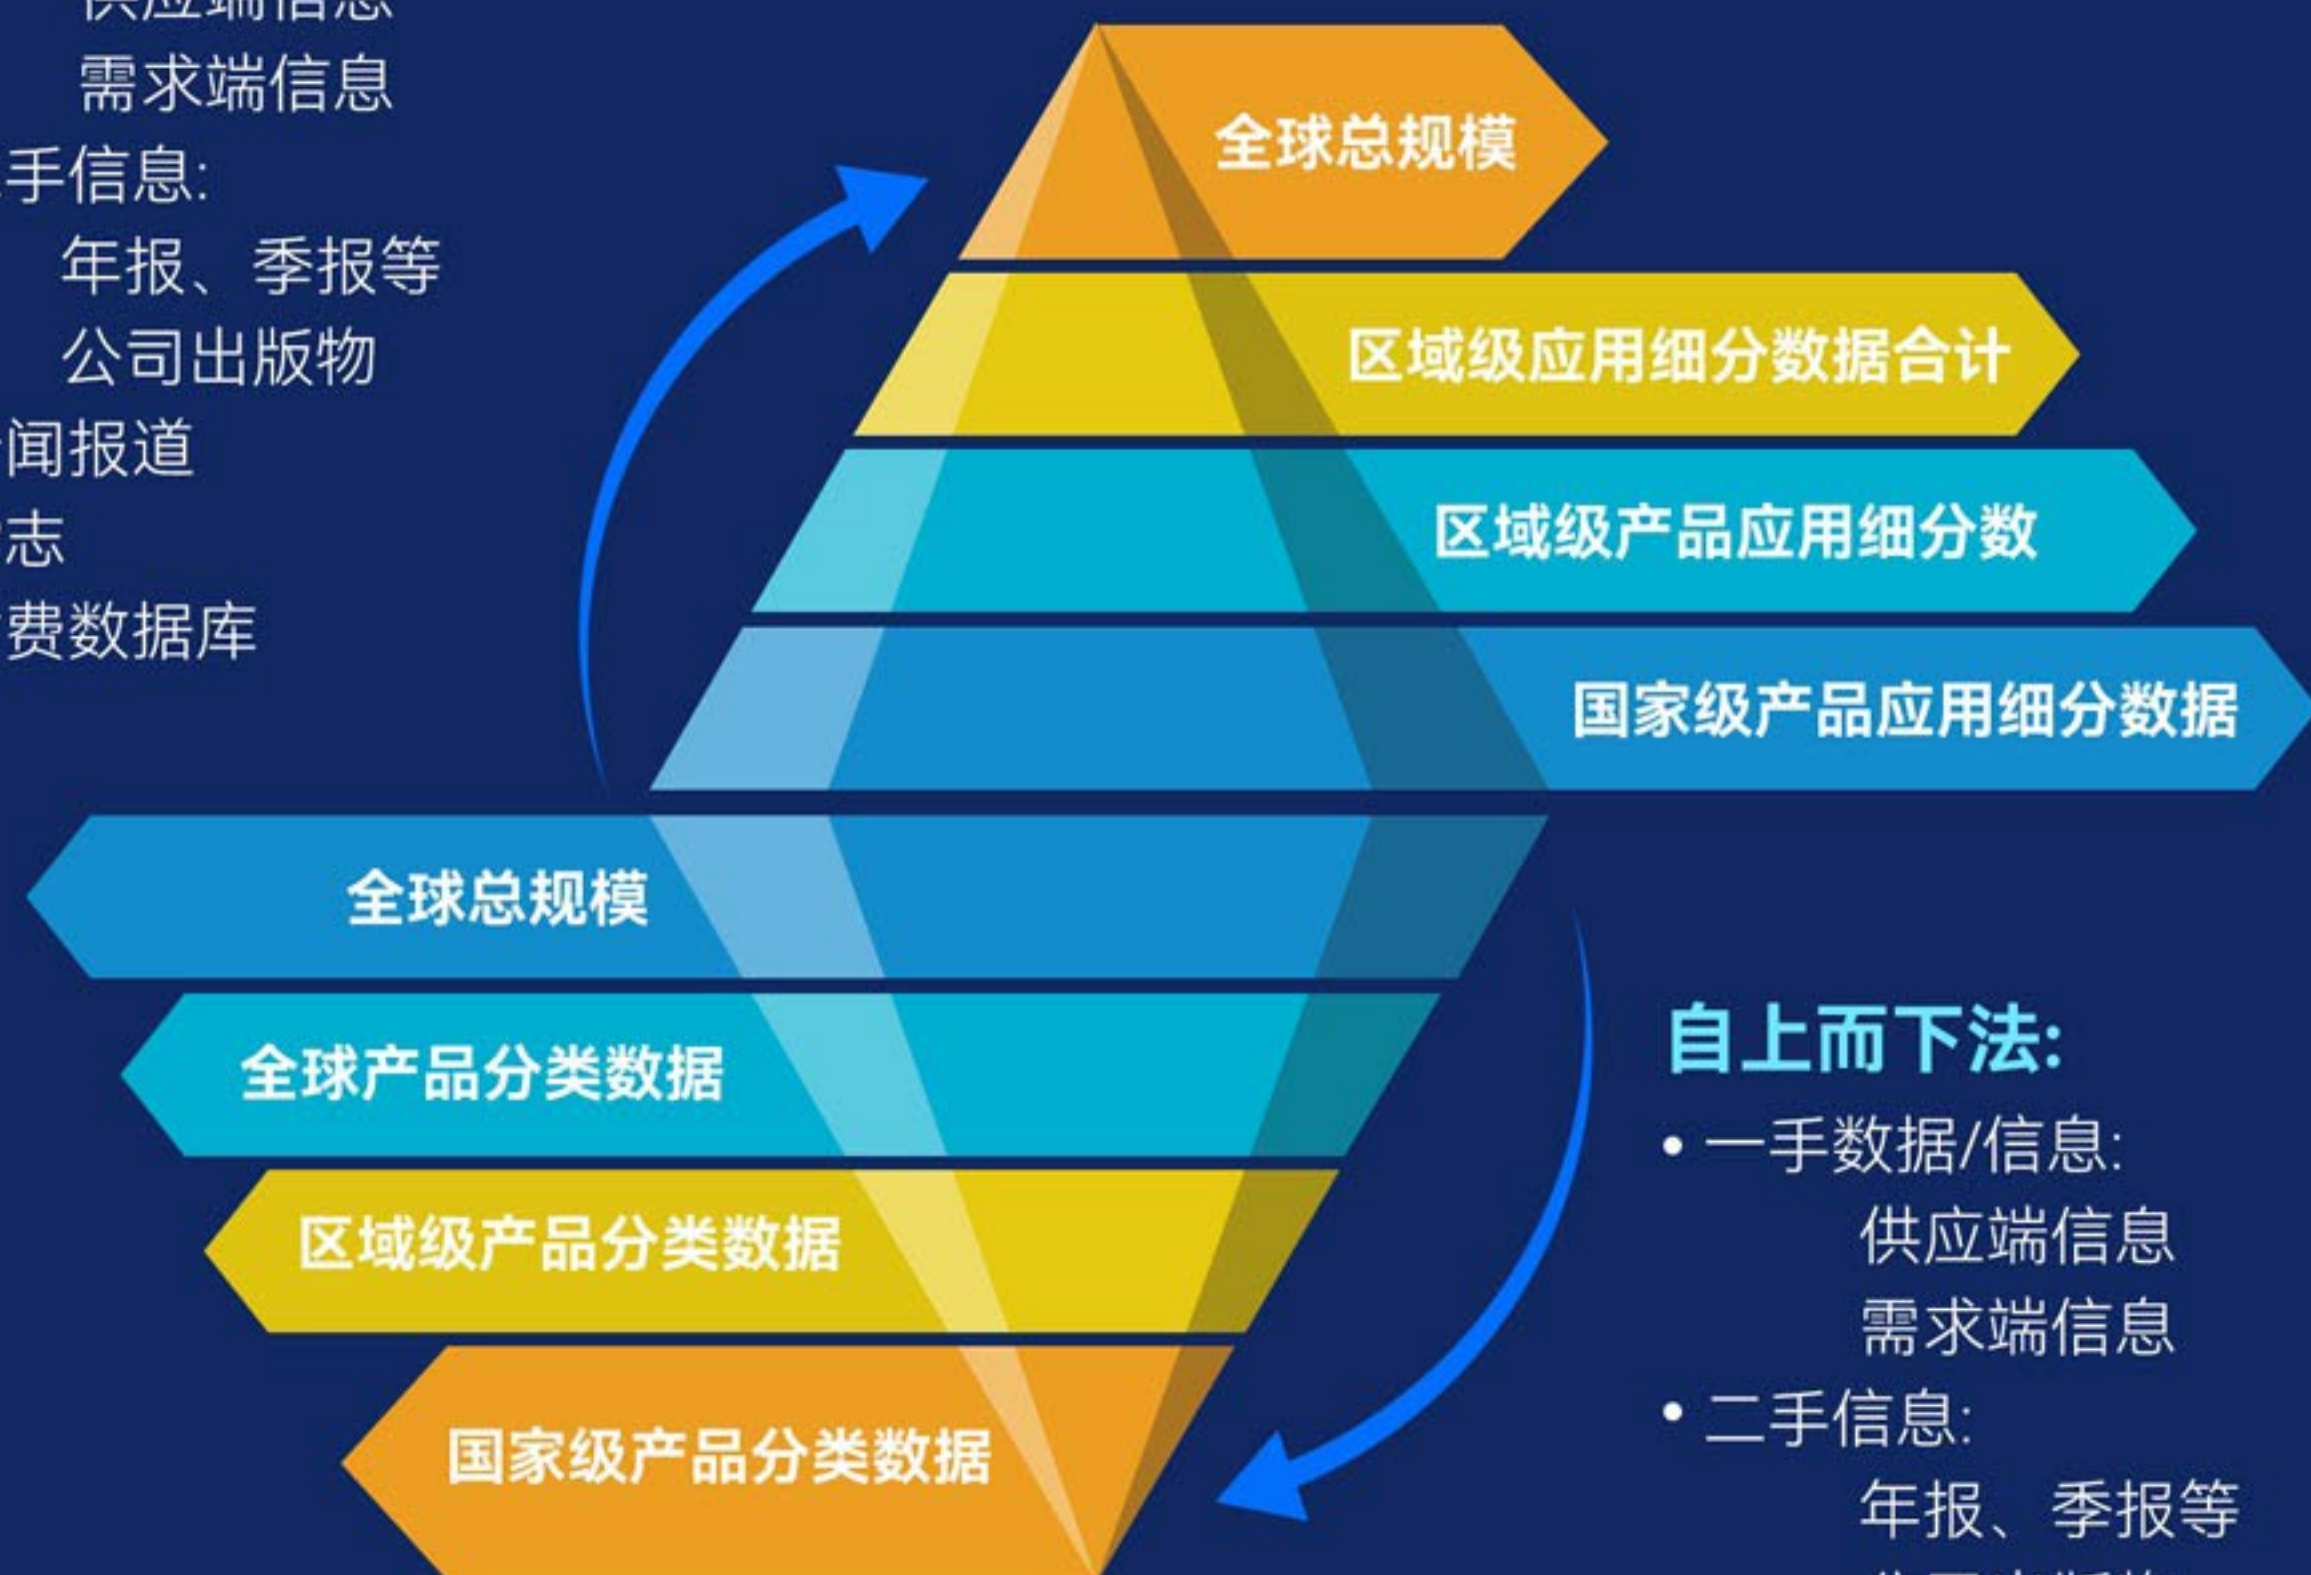 供应端信息
需求端信息
手信息:
年报、季报等
公司出版物
闻报道
志
费数据库
全球总规模
区域级应用细分数据合计
区域级产品应用细分数
国家级产品应用细分数据
全球总规模
全球产品分类数据
区域级产品分类数据
国家级产品分类数据
自上而下法:
• 一手数据/信息:
供应端信息
需求端信息
• 二手信息:
年报、季报等